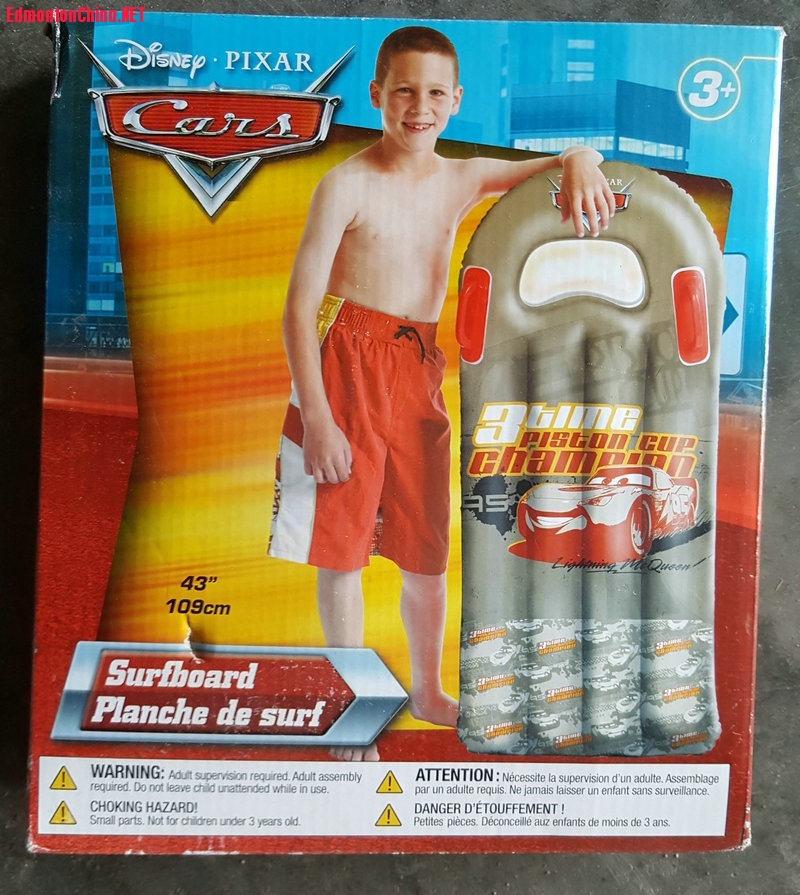 EdmontonChina.NET
Disney · PIXAR
Cars
3+
PIXAR
3 time
Piston cup
Champion
95
Lightning McQueen
43"
109cm
Surfboard
Planche de surf
WARNING: Adult supervision required. Adult assembly
required. Do not leave child unattended while in use.
CHOKING HAZARD!
Small parts. Not for children under 3 years old.
ATTENTION : Nécessite la supervision d'un adulte. Assemblage
par un adulte requis. Ne jamais laisser un enfant sans surveillance.
DANGER D'ÉTOUFFEMENT !
Petites pièces. Déconceillé aux enfants de moins de 3 ans.